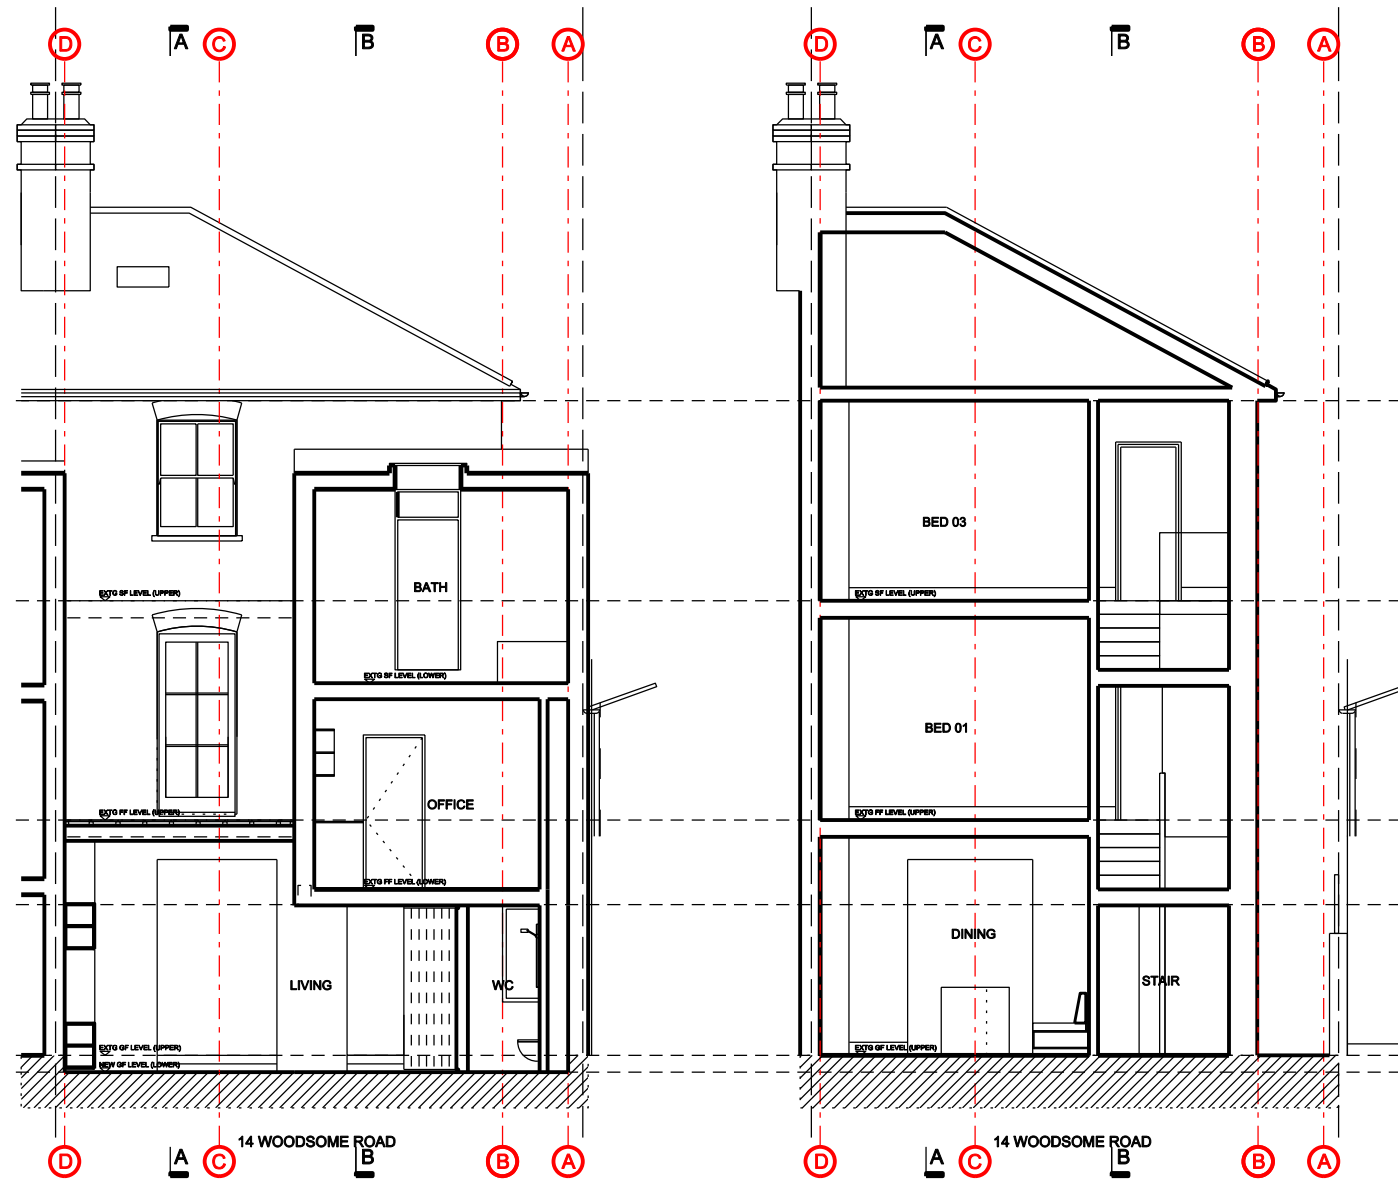 D A C B B A
D A C B B A
BED 03
BATH
EXTG SF LEVEL (UPPER)
EXTG SF LEVEL (UPPER)
EXTG SF LEVEL (LOWER)
BED 01
OFFICE
EXTG FF LEVEL (UPPER)
EXTG FF LEVEL (UPPER)
EXTG FF LEVEL (LOWER)
DINING
LIVING
WC
STAIR
EXTG GF LEVEL (UPPER)
EXTG GF LEVEL (UPPER)
NEW GF LEVEL (LOWER)
14 WOODSOME ROAD
14 WOODSOME ROAD
D A C B B A
D A C B B A